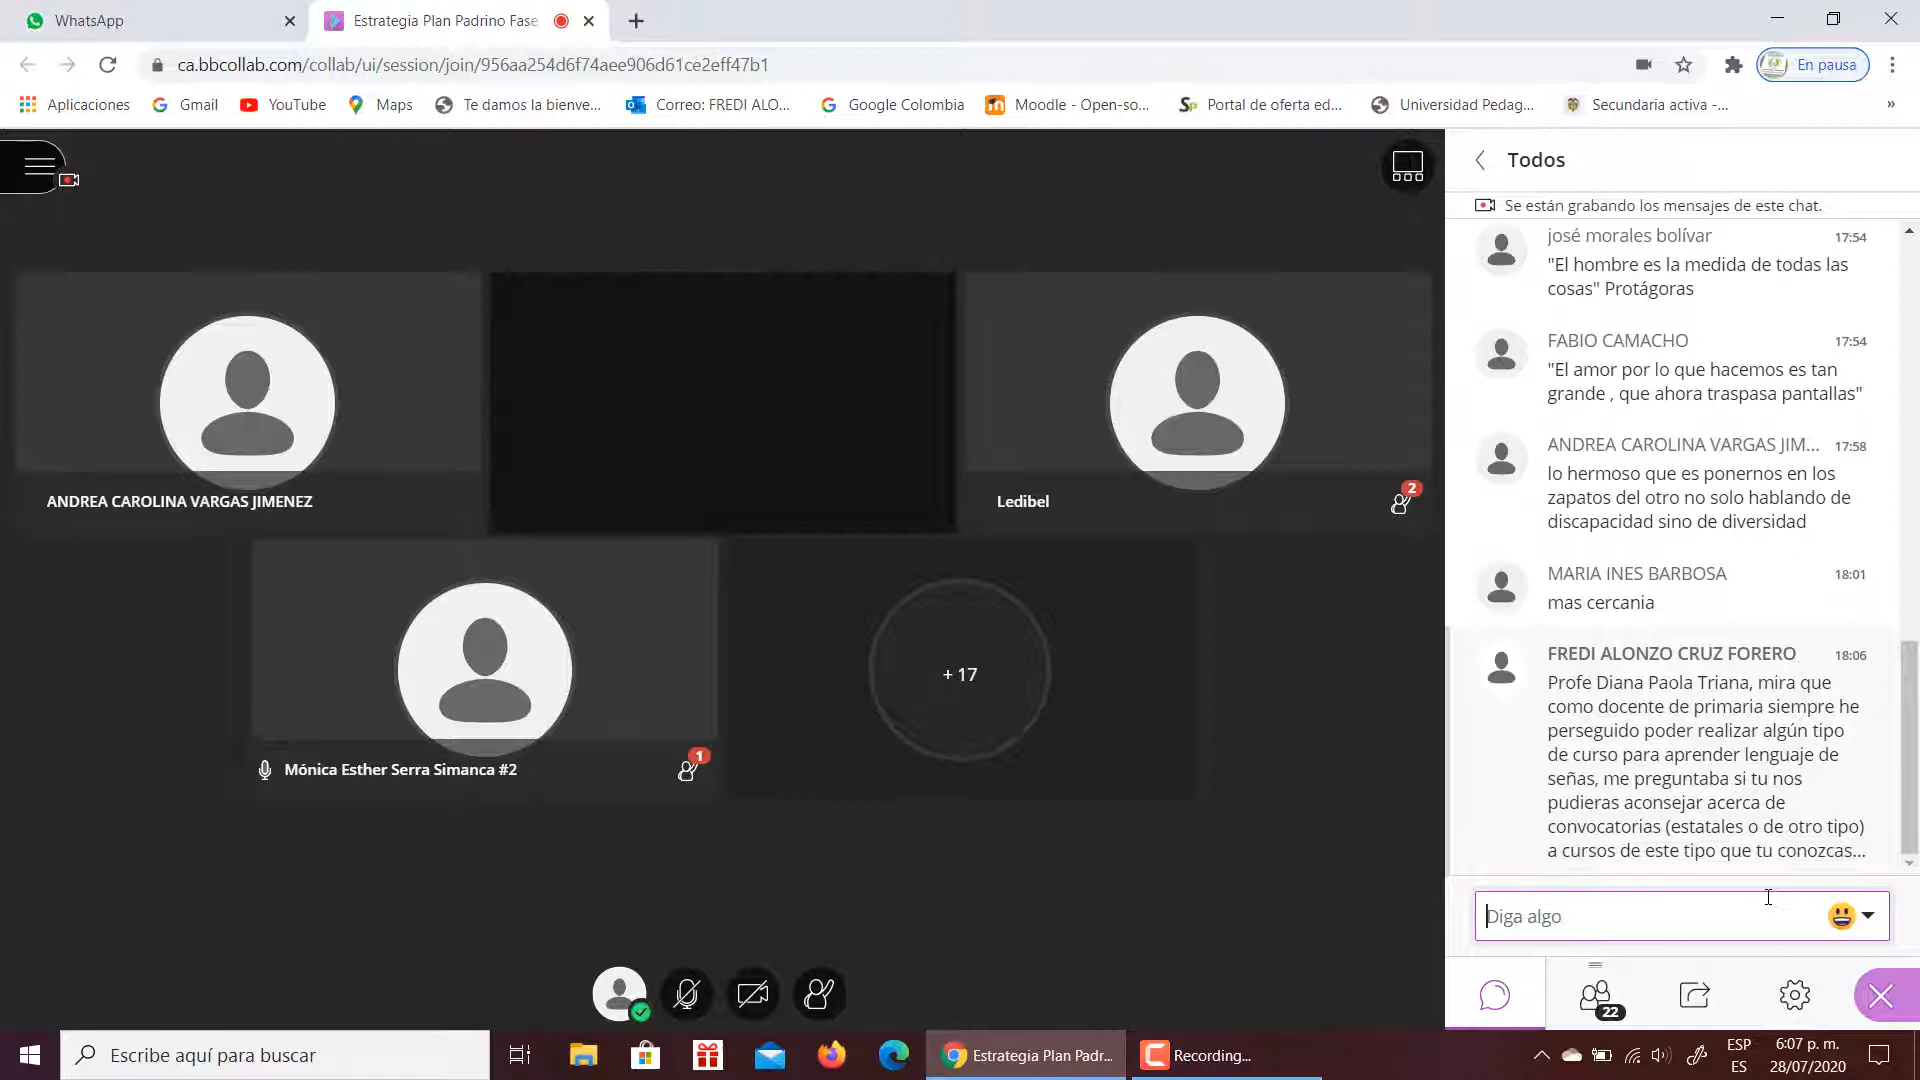 WhatsApp
Estrategia Plan Padrino Fase
ca.bbcollab.com/collab/ui/session/join/956aa254d6f74aee906d61ce2eff47b1
En pausa
Aplicaciones
Gmail
YouTube
Maps
Te damos la bienve...
Correo: FREDI ALO...
Google Colombia
Moodle - Open-so...
Portal de oferta ed...
Universidad Pedag...
Secundaria activa -...
»
Todos
Se están grabando los mensajes de este chat.
josé morales bolívar 17:54
"El hombre es la medida de todas las
cosas" Protágoras
FABIO CAMACHO 17:54
"El amor por lo que hacemos es tan
grande , que ahora traspasa pantallas"
ANDREA CAROLINA VARGAS JIM... 17:58
lo hermoso que es ponernos en los
zapatos del otro no solo hablando de
discapacidad sino de diversidad
MARIA INES BARBOSA 18:01
mas cercania
FREDI ALONZO CRUZ FORERO 18:06
Profe Diana Paola Triana, mira que
como docente de primaria siempre he
perseguido poder realizar algún tipo
de curso para aprender lenguaje de
señas, me preguntaba si tu nos
pudieras aconsejar acerca de
convocatorias (estatales o de otro tipo)
a cursos de este tipo que tu conozcas...
Diga algo
22
ANDREA CAROLINA VARGAS JIMENEZ
Ledibel
2
Mónica Esther Serra Simanca #2
1
+ 17
Escribe aquí para buscar
Estrategia Plan Padr...
Recording...
ESP
ES
6:07 p. m.
28/07/2020